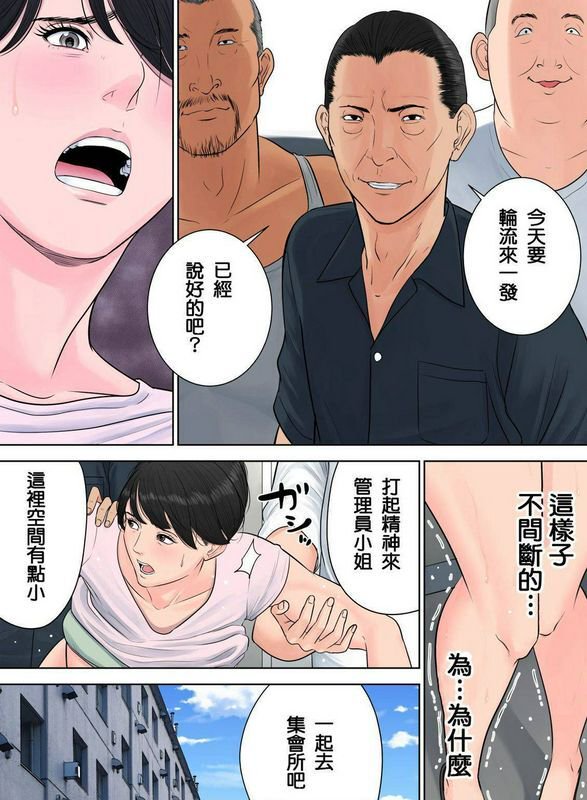 今天要
輪流來一發
已經
說好的吧？
這樣子
不間斷的…
為…為什麼
打起精神來
管理員小姐
ガシッ
這裡空間有點小
一起去
集會所吧